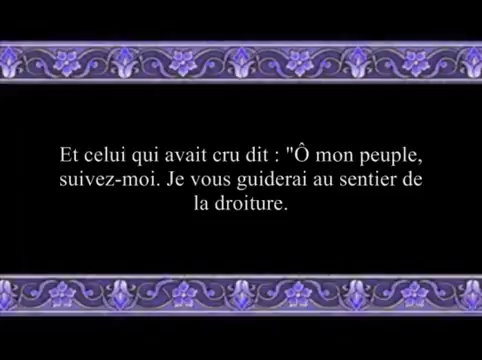 Et celui qui avait cru dit : "Ô mon peuple,
suivez-moi. Je vous guiderai au sentier de
la droiture.